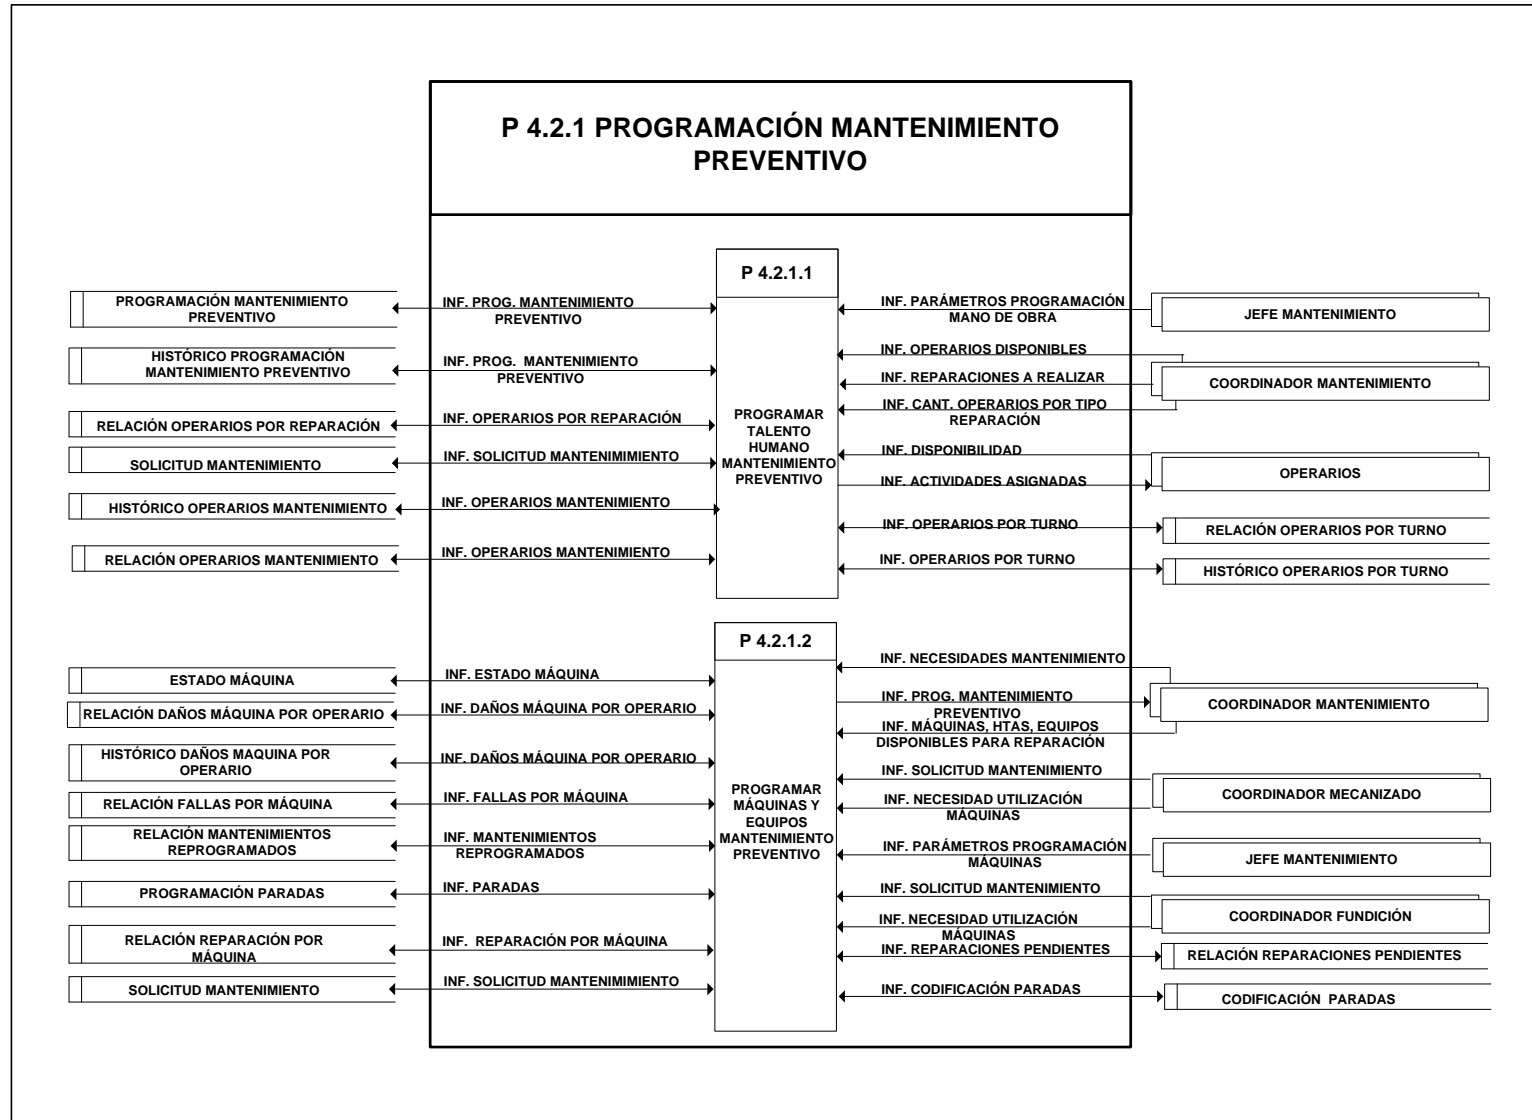 P 4.2.1 PROGRAMACIÓN MANTENIMIENTO
PREVENTIVO
P 4.2.1.1
PROGRAMAR
TALENTO
HUMANO
MANTENIMIENTO
PREVENTIVO
PROGRAMACIÓN MANTENIMIENTO
PREVENTIVO
INF. PROG. MANTENIMIENTO
PREVENTIVO
HISTÓRICO PROGRAMACIÓN
MANTENIMIENTO PREVENTIVO
INF. PROG. MANTENIMIENTO
PREVENTIVO
RELACIÓN OPERARIOS POR REPARACIÓN
INF. OPERARIOS POR REPARACIÓN
SOLICITUD MANTENIMIENTO
INF. SOLICITUD MANTENIMIMIENTO
HISTÓRICO OPERARIOS MANTENIMIENTO
INF. OPERARIOS MANTENIMIENTO
RELACIÓN OPERARIOS MANTENIMIENTO
INF. OPERARIOS MANTENIMIENTO
INF. PARÁMETROS PROGRAMACIÓN
MANO DE OBRA
JEFE MANTENIMIENTO
INF. OPERARIOS DISPONIBLES
INF. REPARACIONES A REALIZAR
INF. CANT. OPERARIOS POR TIPO
REPARACIÓN
COORDINADOR MANTENIMIENTO
INF. DISPONIBILIDAD
INF. ACTIVIDADES ASIGNADAS
OPERARIOS
INF. OPERARIOS POR TURNO
RELACIÓN OPERARIOS POR TURNO
INF. OPERARIOS POR TURNO
HISTÓRICO OPERARIOS POR TURNO
P 4.2.1.2
PROGRAMAR
MÁQUINAS Y
EQUIPOS
MANTENIMIENTO
PREVENTIVO
ESTADO MÁQUINA
INF. ESTADO MÁQUINA
RELACIÓN DAÑOS MÁQUINA POR OPERARIO
INF. DAÑOS MÁQUINA POR OPERARIO
HISTÓRICO DAÑOS MAQUINA POR
OPERARIO
INF. DAÑOS MÁQUINA POR OPERARIO
RELACIÓN FALLAS POR MÁQUINA
INF. FALLAS POR MÁQUINA
RELACIÓN MANTENIMIENTOS
REPROGRAMADOS
INF. MANTENIMIENTOS
REPROGRAMADOS
PROGRAMACIÓN PARADAS
INF. PARADAS
RELACIÓN REPARACIÓN POR
MÁQUINA
INF. REPARACIÓN POR MÁQUINA
SOLICITUD MANTENIMIENTO
INF. SOLICITUD MANTENIMIMIENTO
INF. NECESIDADES MANTENIMIENTO
INF. PROG. MANTENIMIENTO
PREVENTIVO
INF. MÁQUINAS, HTAS, EQUIPOS
DISPONIBLES PARA REPARACIÓN
COORDINADOR MANTENIMIENTO
INF. SOLICITUD MANTENIMIENTO
INF. NECESIDAD UTILIZACIÓN
MÁQUINAS
COORDINADOR MECANIZADO
INF. PARÁMETROS PROGRAMACIÓN
MÁQUINAS
JEFE MANTENIMIENTO
INF. SOLICITUD MANTENIMIENTO
INF. NECESIDAD UTILIZACIÓN
MÁQUINAS
COORDINADOR FUNDICIÓN
INF. REPARACIONES PENDIENTES
RELACIÓN REPARACIONES PENDIENTES
INF. CODIFICACIÓN PARADAS
CODIFICACIÓN PARADAS